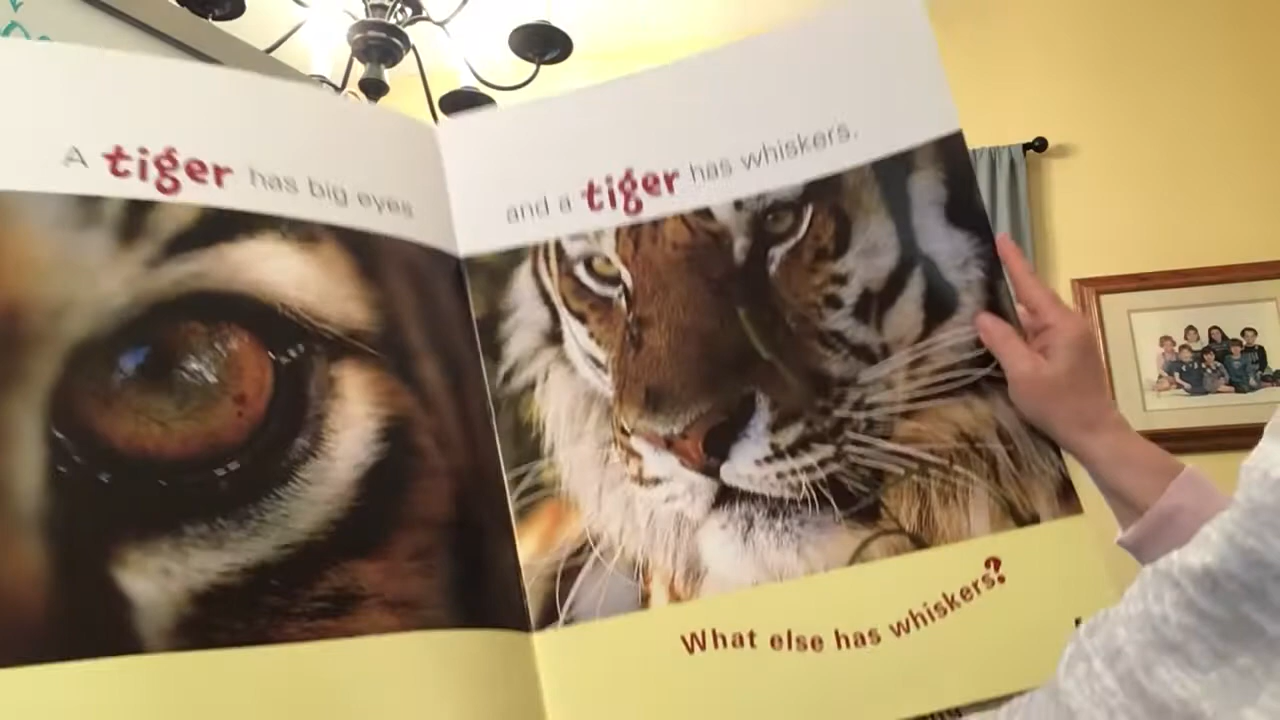 A tiger has big eyes
and a tiger has whiskers.
What else has whiskers?